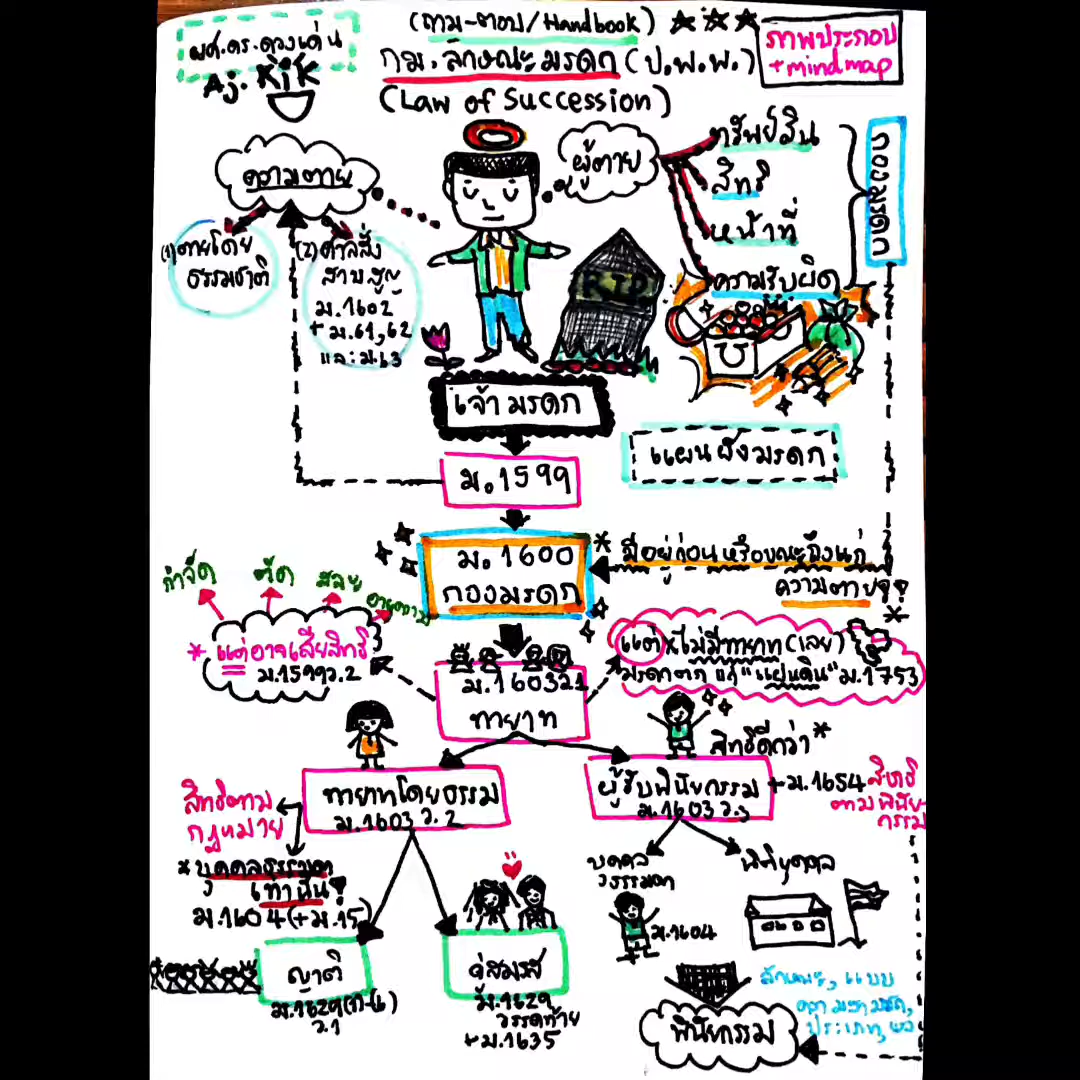 (ถาม-ตอบ/Handbook)
ผศ.ดร.ดวงเด่น
Aj. KiK
กม. ลักษณะมรดก (ป.พ.พ.)
(Law of Succession)
ภาพประกอบ
+ mind map
ความตาย
(1) ตายโดย
ธรรมชาติ
(2) ศาลสั่ง
สาบสูญ
ม.1602
+ ม.61,62
และ ม.63
ผู้ตาย
ทรัพย์สิน
สิทธิ
หน้าที่
ความรับผิด
กองมรดก
R.I.P
เจ้ามรดก
แผนผังมรดก
ม.1599
ม.1600
กองมรดก
* มีอยู่ก่อนหรือขณะถึงแก่
ความตาย
*
กำจัด
ตัด
สละ
อายุความ
* แต่อาจเสียสิทธิ
ม.1599ว.2
แต่ *ไม่มีทายาท (เลย)
มรดกตกแก่ "แผ่นดิน" ม.1753
ม.1603
ทายาท
สิทธิดีกว่า*
ทายาทโดยธรรม
ม.1603 ว.2
ผู้รับพินัยกรรม
ม.1603 ว.3
+ม.1654
สิทธิ
ตามพินัย-
กรรม
สิทธิตาม
กฎหมาย
* บุคคลธรรมดา
เท่านั้น
ม.1604 (+ม.15)
บุคคล
ธรรมดา
นิติบุคคล
ม.1604
ญาติ
ม.1629(1)-(6)
ว.1
คู่สมรส
ม.1629
วรรคท้าย
+ม.1635
พินัยกรรม
ลักษณะ, แบบ
ประเภท,